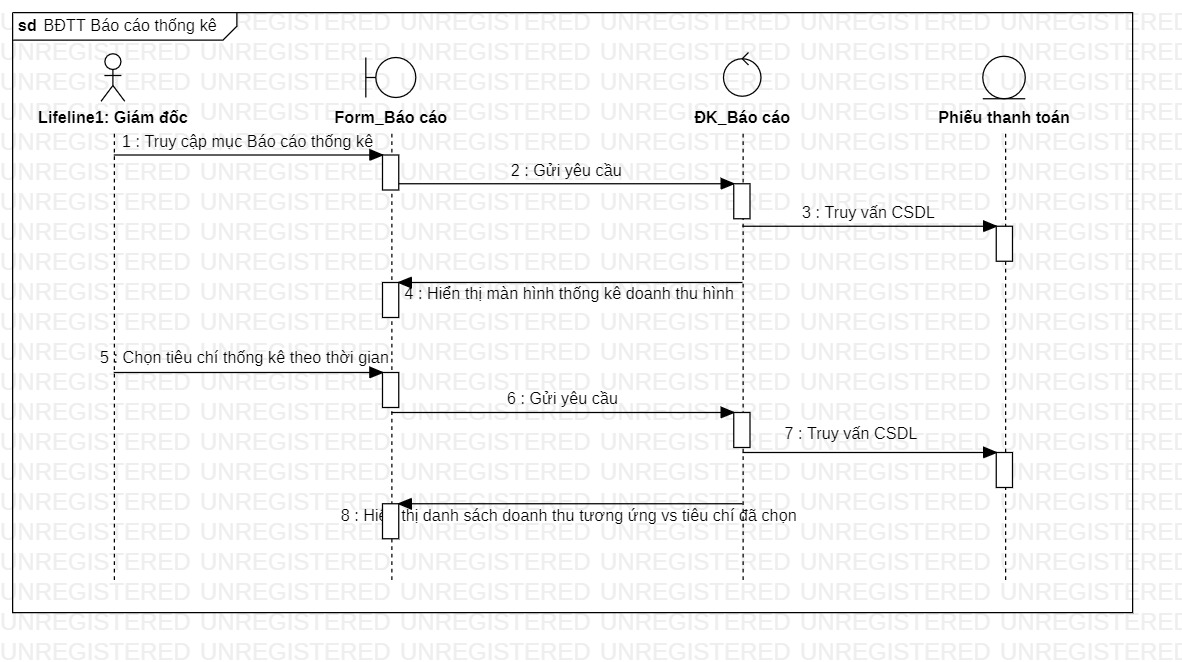 sd BĐTT Báo cáo thống kê
Lifeline1: Giám đốc
Form_Báo cáo
ĐK_Báo cáo
Phiếu thanh toán
1 : Truy cập mục Báo cáo thống kê
2 : Gửi yêu cầu
3 : Truy vấn CSDL
4 : Hiển thị màn hình thống kê doanh thu hình
5 : Chọn tiêu chí thống kê theo thời gian
6 : Gửi yêu cầu
7 : Truy vấn CSDL
8 : Hiển thị danh sách doanh thu tương ứng vs tiêu chí đã chọn
UNREGISTERED